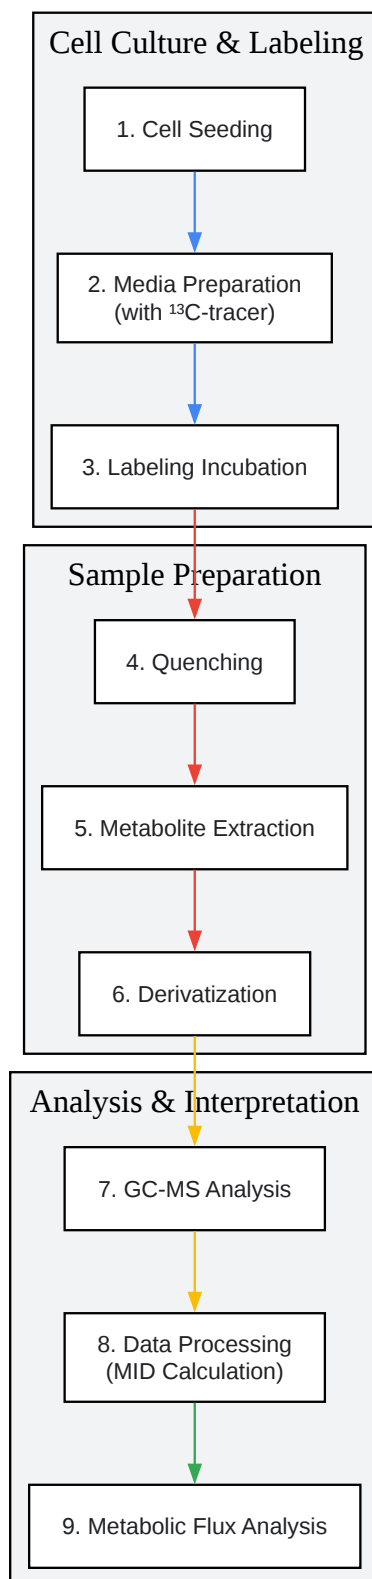 Cell Culture & Labeling
1. Cell Seeding
2. Media Preparation
(with ¹³C-tracer)
3. Labeling Incubation
Sample Preparation
4. Quenching
5. Metabolite Extraction
6. Derivatization
Analysis & Interpretation
7. GC-MS Analysis
8. Data Processing
(MID Calculation)
9. Metabolic Flux Analysis